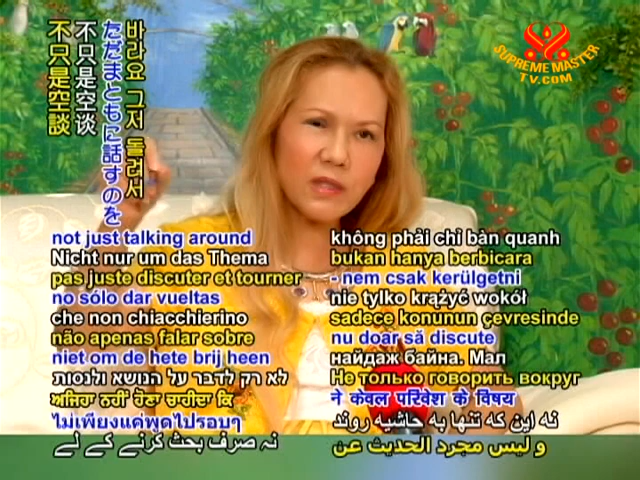 SUPREME MASTER
TV.COM
바라요 그저 돌려서
ただまともに話すのを
不只是空谈
不只是空談
not just talking around
Nicht nur um das Thema
pas juste discuter et tourner
no sólo dar vueltas
che non chiacchierino
não apenas falar sobre
niet om de hete brij heen
לא רק לדבר על הנושא ולנסות
ਅਜਿਹਾ ਨਹੀਂ ਹੋਣਾ ਚਾਹੀਦਾ ਕਿ
ไม่เพียงแค่พูดไปรอบๆ
نہ صرف بحث کرنے کے لے
không phải chỉ bàn quanh
bukan hanya berbicara
- nem csak kerülgetni
nie tylko krążyć wokół
sadece konunun çevresinde
nu doar să discute
найдаж байна. Мал
Не только говорить вокруг
ने केवल परिवेश के विषय
نه این که تنها به حاشیه روند
و ليس مجرد الحديث عن